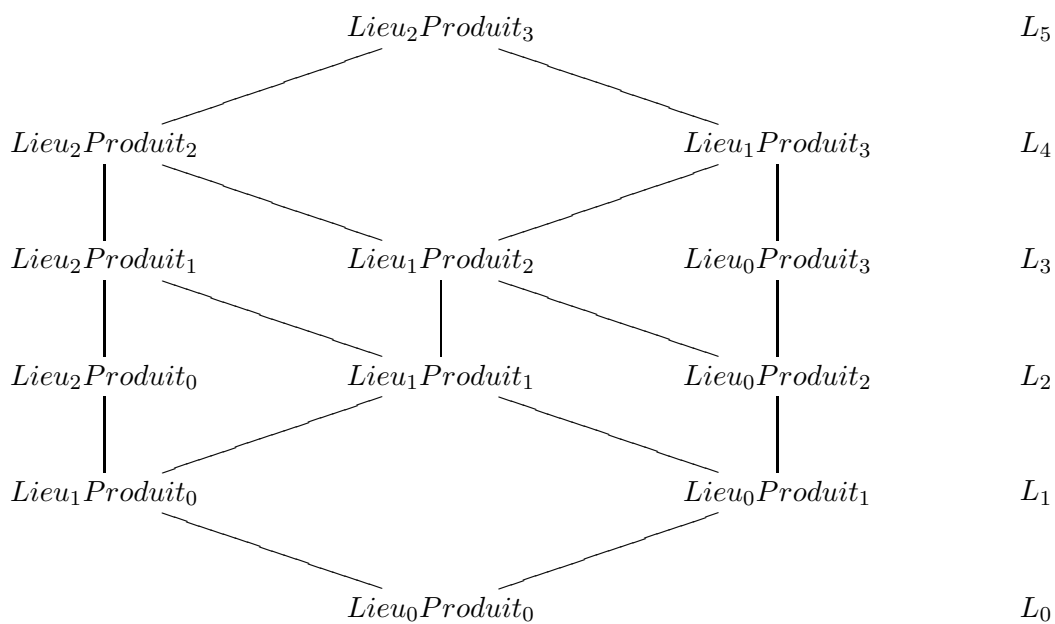 Lieu₂Produit₃ L₅
Lieu₂Produit₂ Lieu₁Produit₃ L₄
Lieu₂Produit₁ Lieu₁Produit₂ Lieu₀Produit₃ L₃
Lieu₂Produit₀ Lieu₁Produit₁ Lieu₀Produit₂ L₂
Lieu₁Produit₀ Lieu₀Produit₁ L₁
Lieu₀Produit₀ L₀